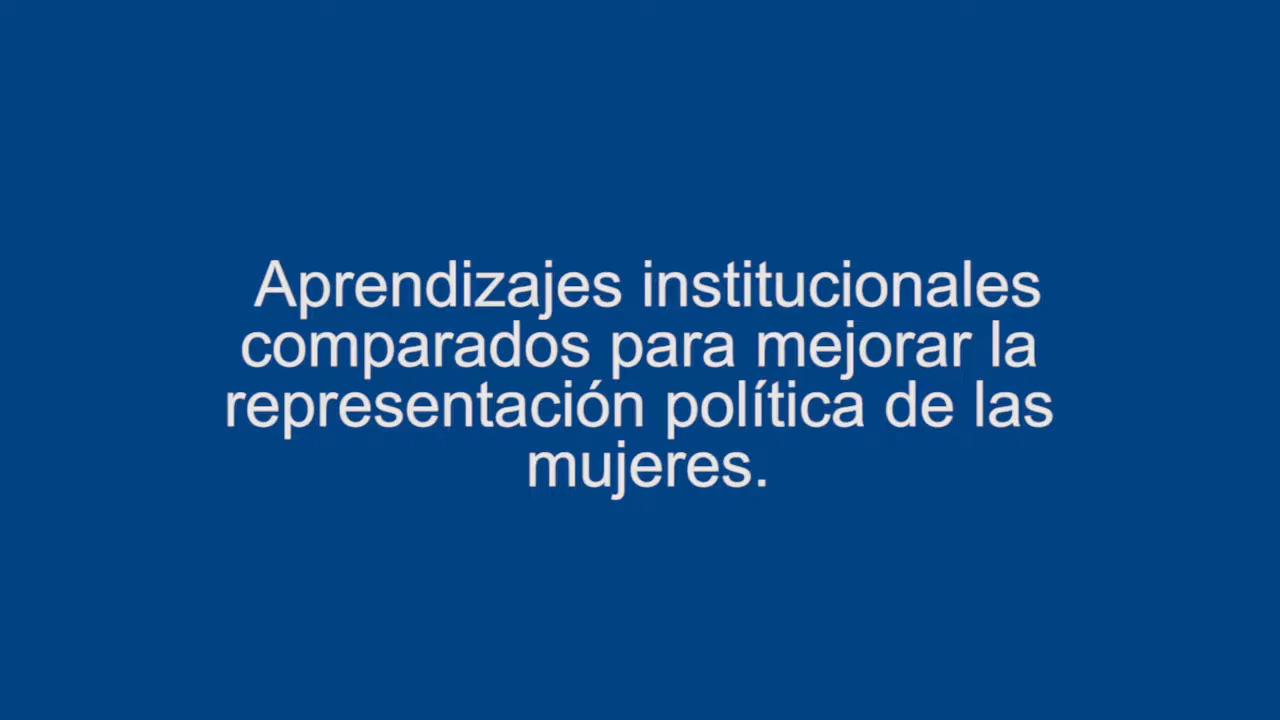 Aprendizajes institucionales
comparados para mejorar la
representación política de las
mujeres.